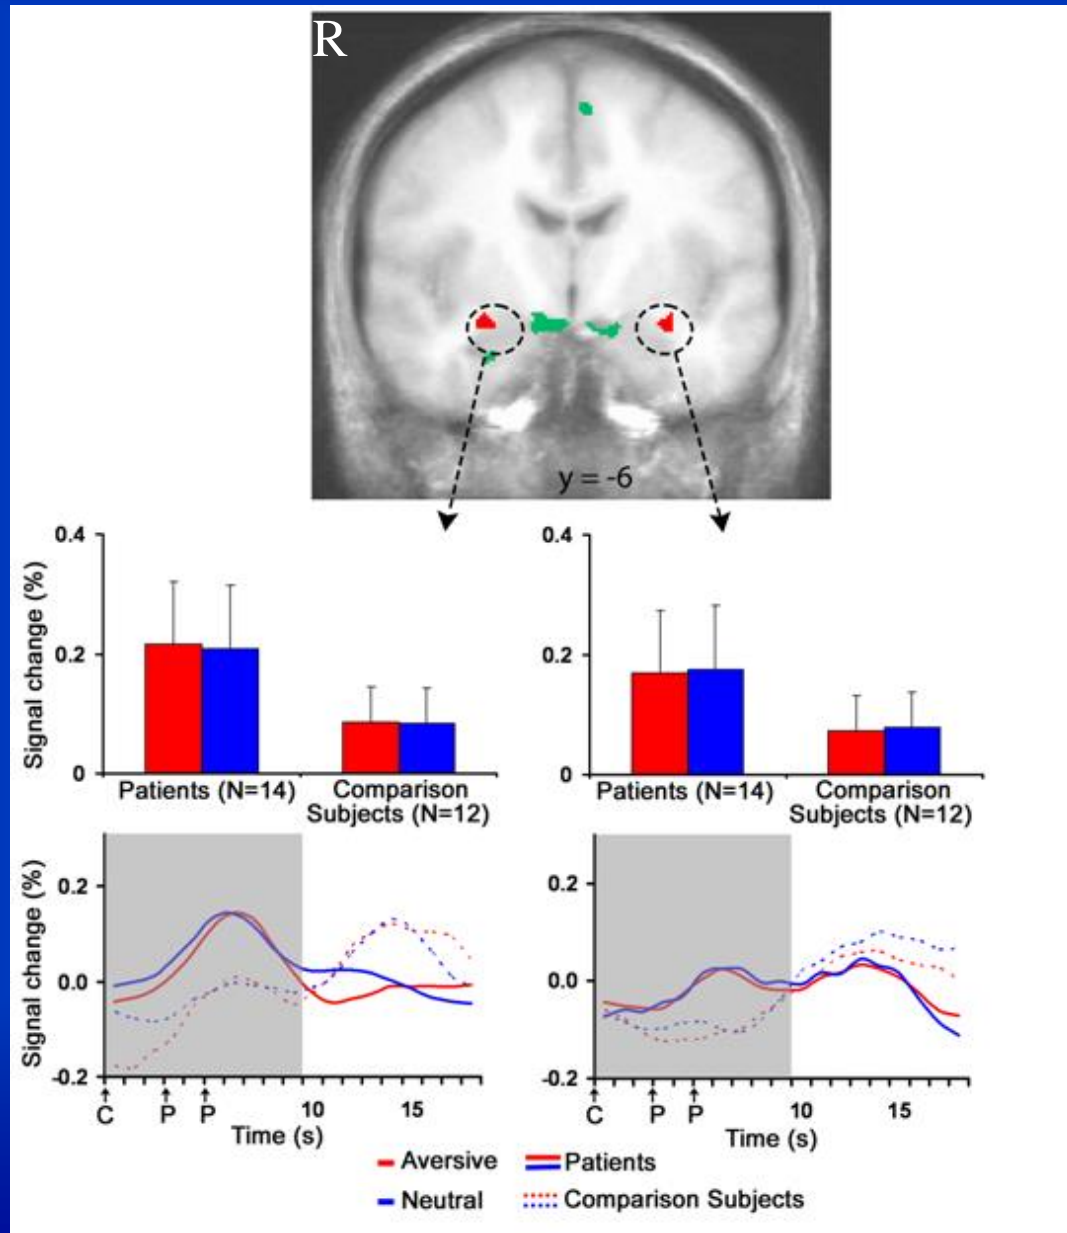 R
y = -6
0.4
0.2
0
Signal change (%)
Patients (N=14)
Comparison
Subjects (N=12)
0.4
0.2
0
Patients (N=14)
Comparison
Subjects (N=12)
0.2
0.0
-0.2
Signal change (%)
C P P 10 15
Time (s)
0.2
0.0
-0.2
C P P 10 15
Time (s)
Aversive Patients
Neutral Comparison Subjects